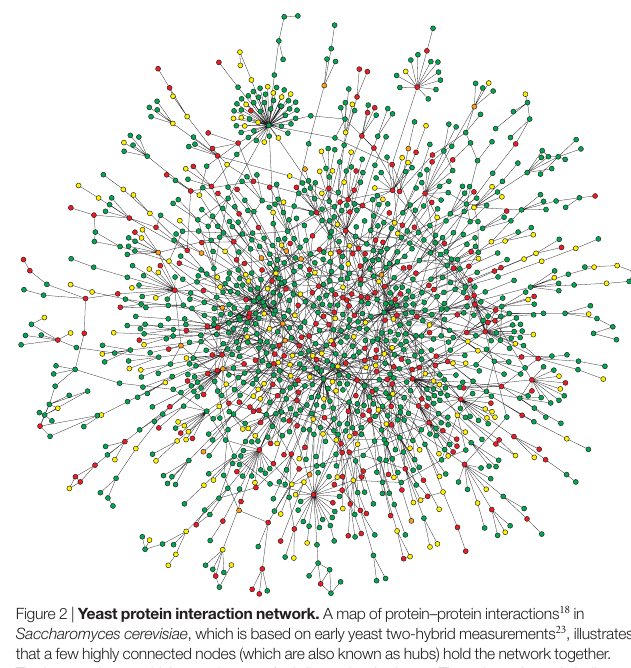 Figure 2 | Yeast protein interaction network. A map of protein–protein interactions18 in
Saccharomyces cerevisiae, which is based on early yeast two-hybrid measurements23, illustrates
that a few highly connected nodes (which are also known as hubs) hold the network together.